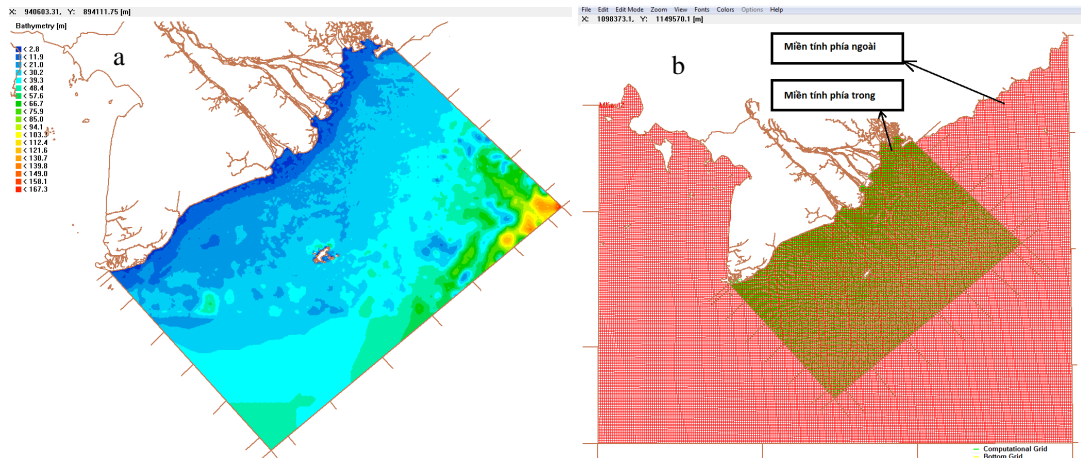 X: 940603.31, Y: 894111.75 [m]
Bathymetry [m]
a
< 2.8
< 11.9
< 21.0
< 30.2
< 39.3
< 48.4
< 57.6
< 66.7
< 75.9
< 85.0
< 94.1
< 103.3
< 112.4
< 121.6
< 130.7
< 139.8
< 149.0
< 158.1
< 167.3
File Edit Edit Mode Zoom View Fonts Colors Options Help
X: 1098373.1, Y: 1149570.1 [m]
b
Miền tính phía ngoài
Miền tính phía trong
Computational Grid
Bottom Grid